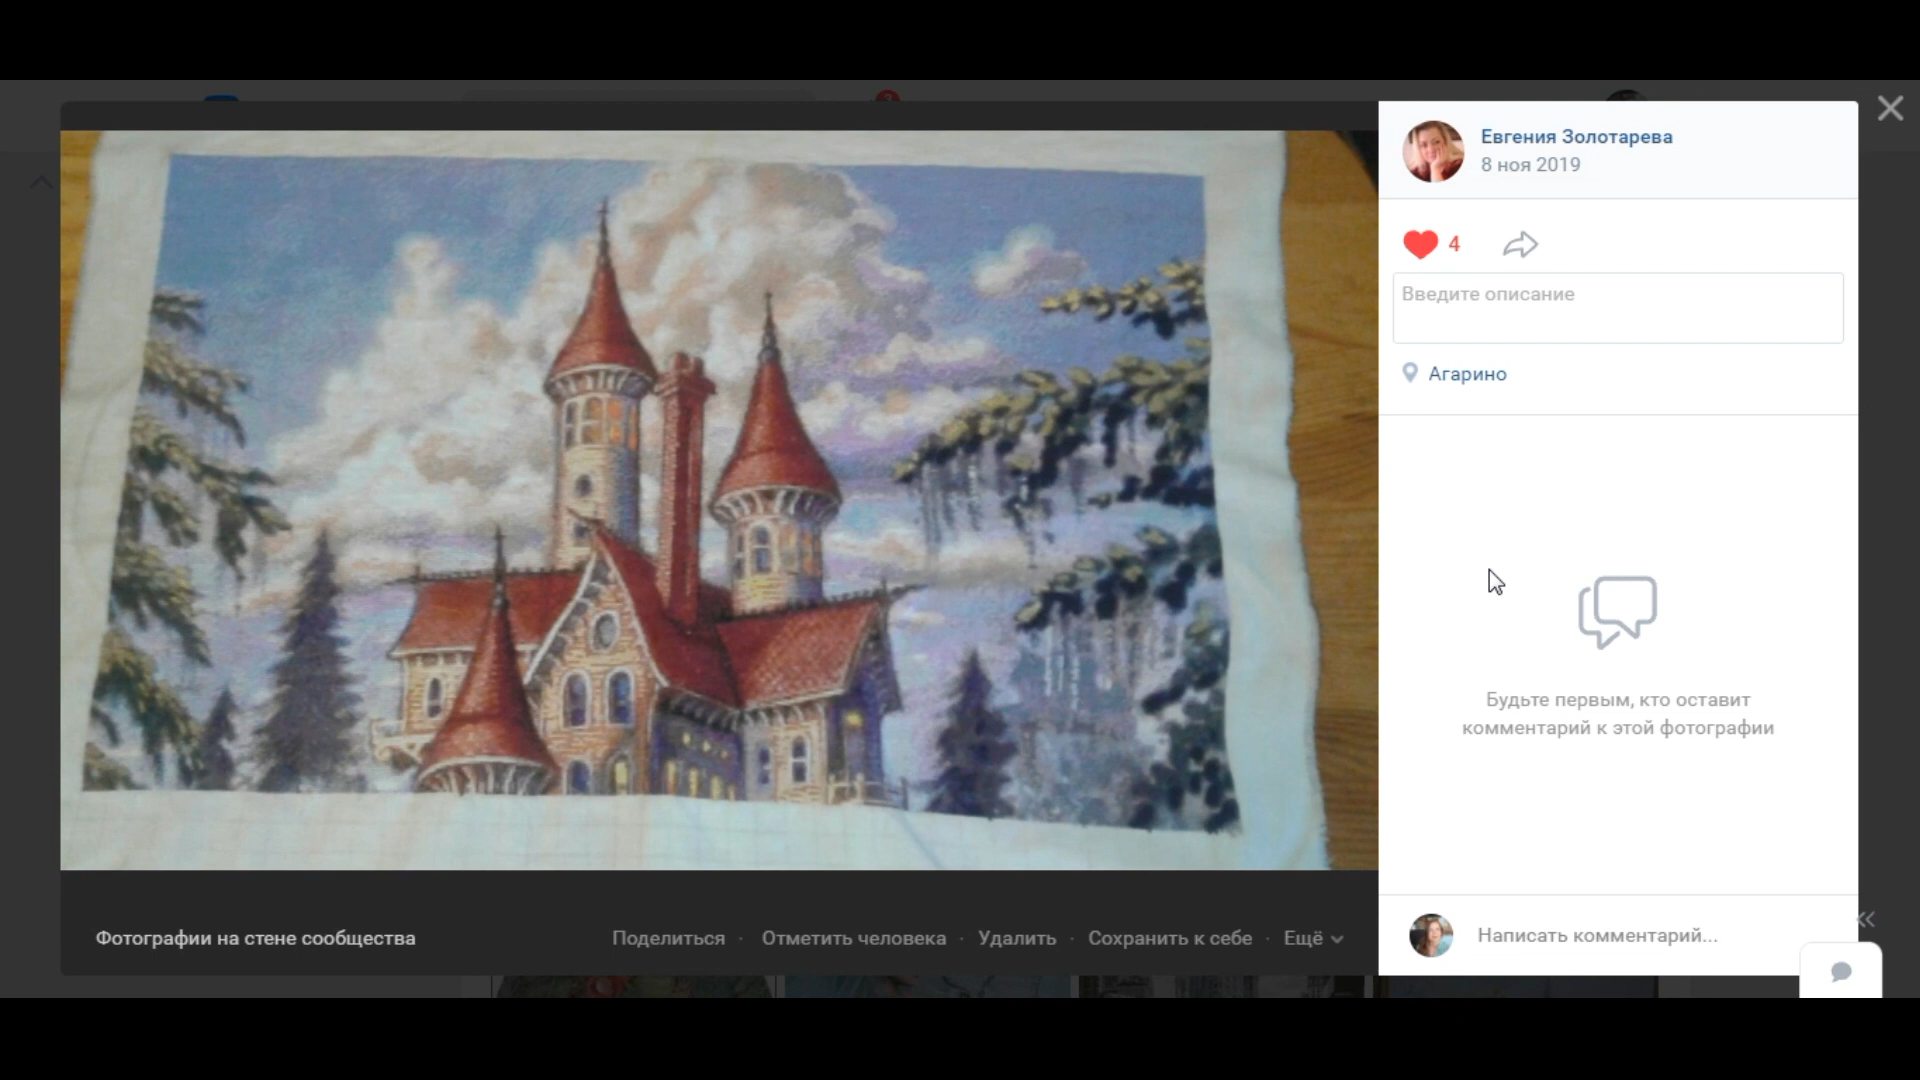 3
Евгения Золотарева
8 ноя 2019
4
Введите описание
Агарино
Будьте первым, кто оставит
комментарий к этой фотографии
Фотографии на стене сообщества
Поделиться · Отметить человека · Удалить · Сохранить к себе · Ещё
Написать комментарий...